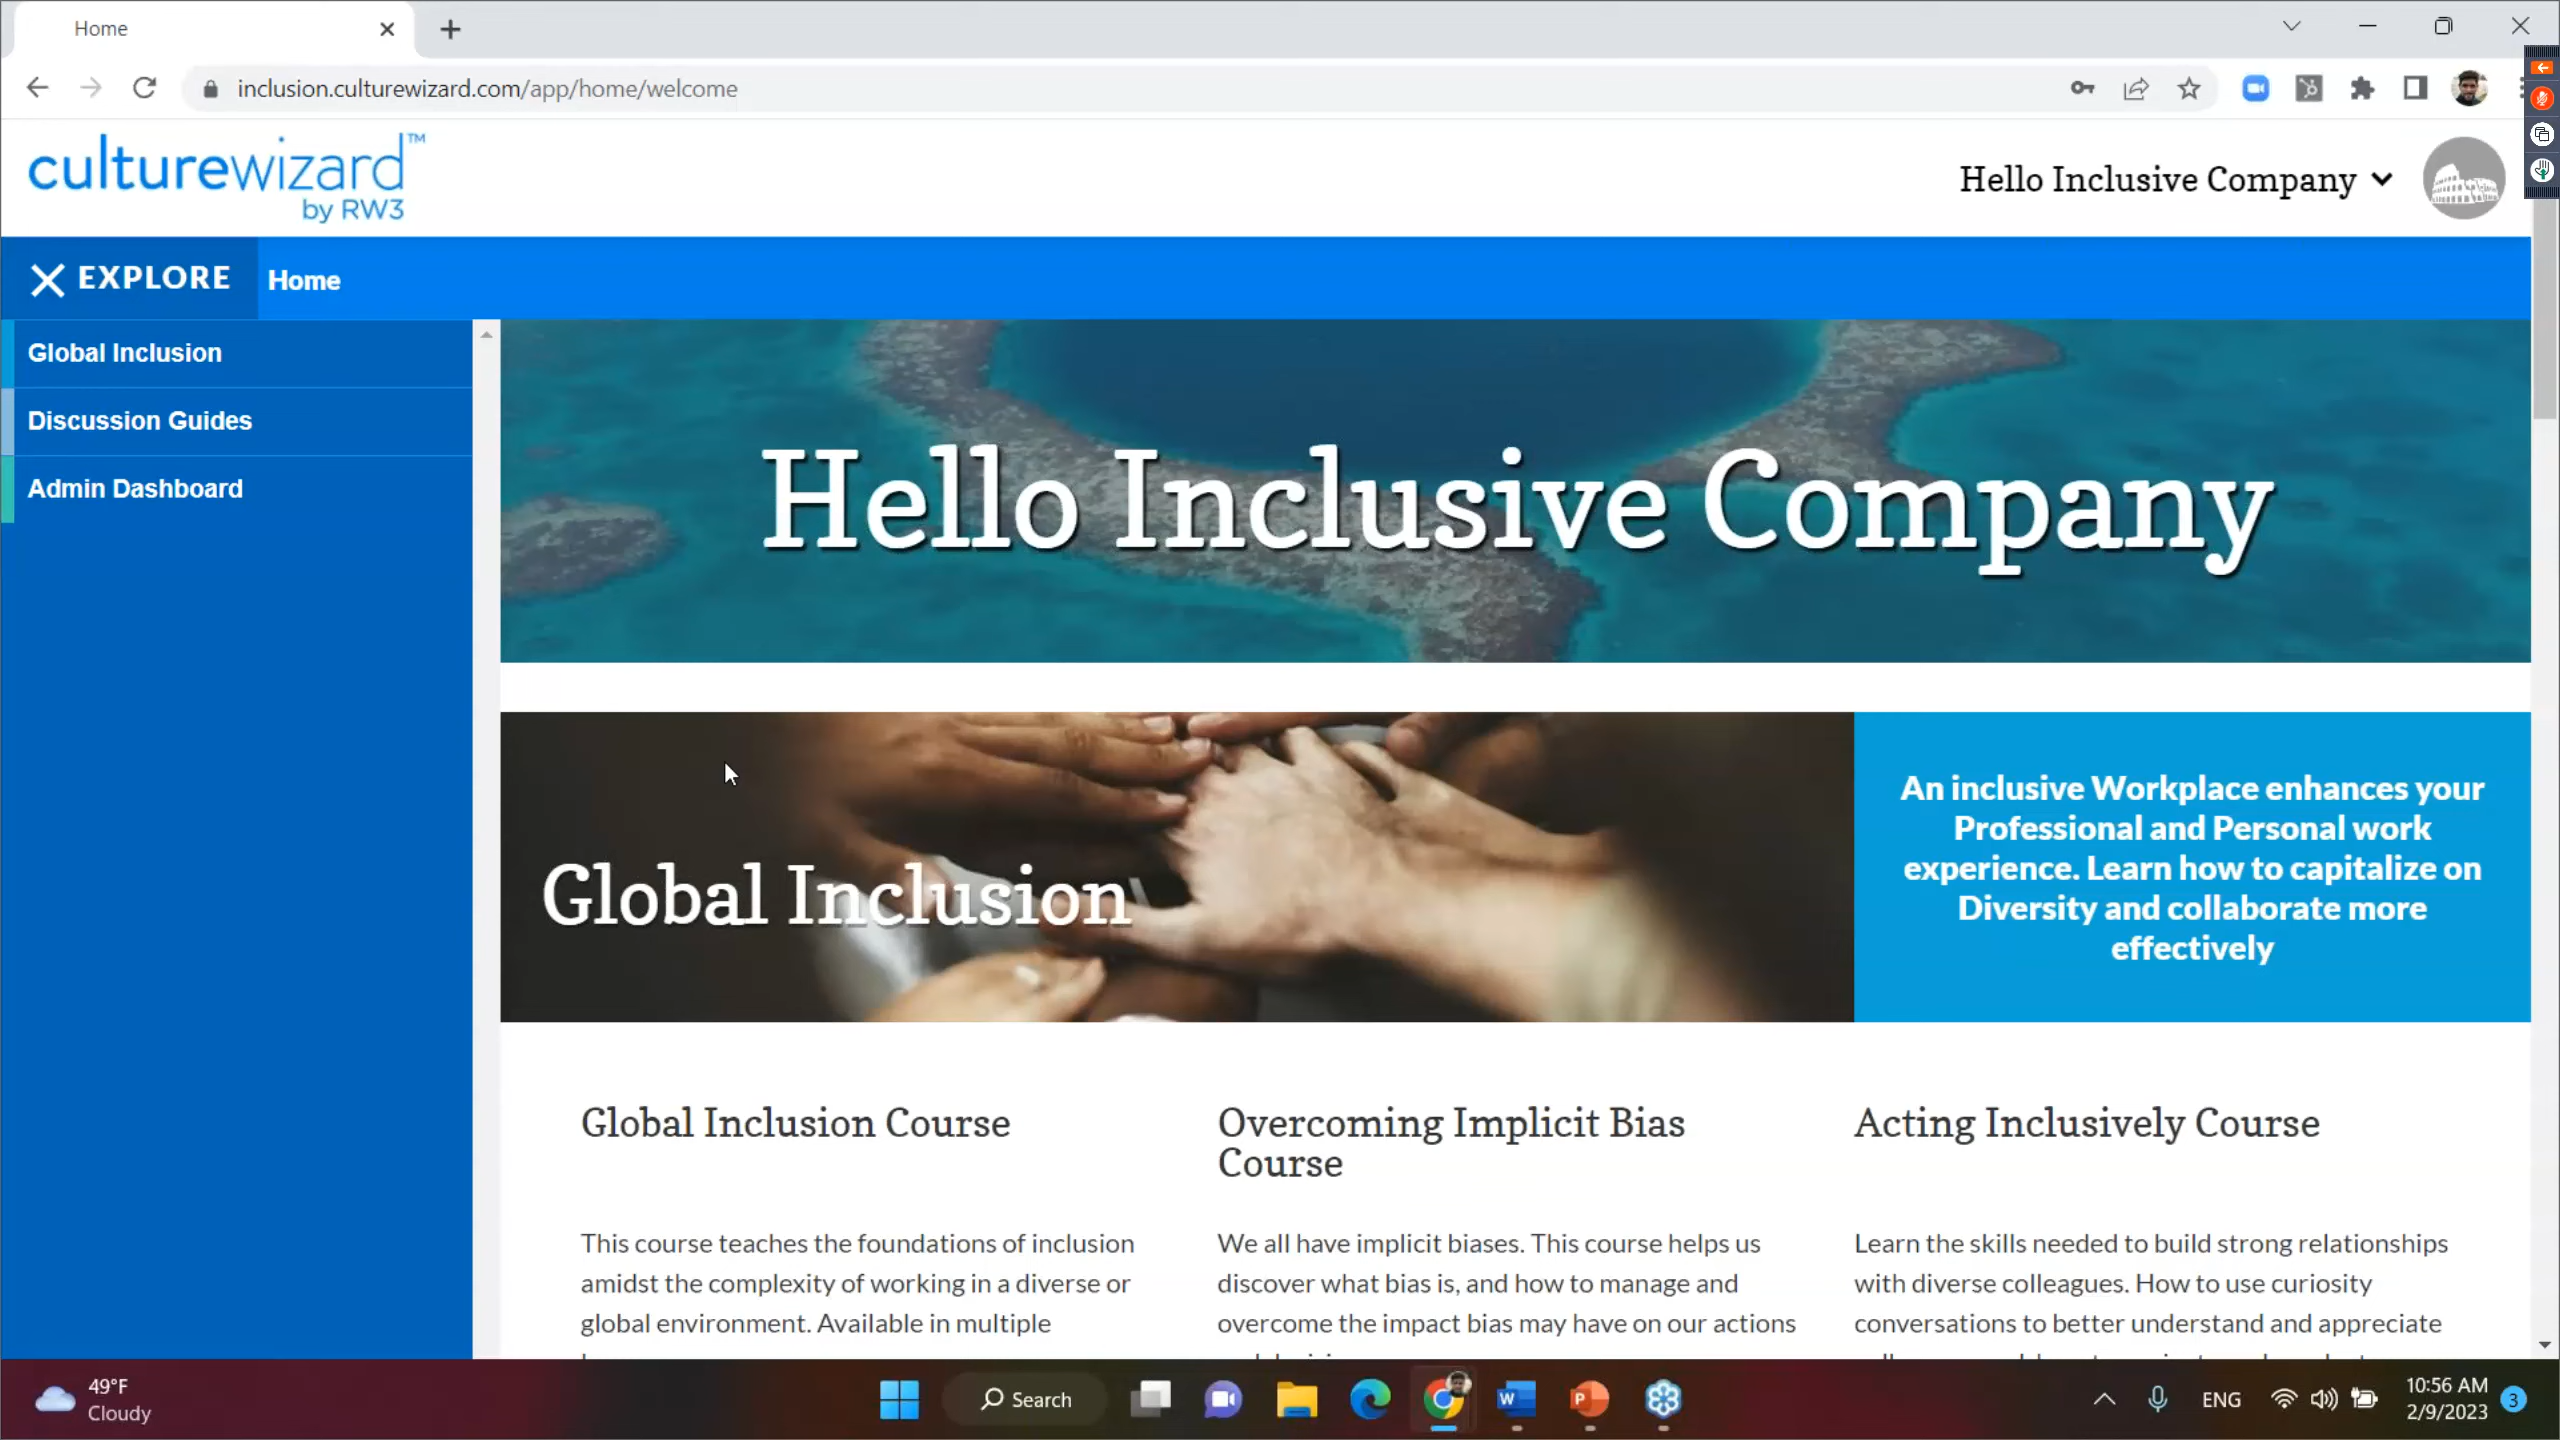 Home
inclusion.culturewizard.com/app/home/welcome
culturewizard™
by RW3
Hello Inclusive Company
EXPLORE
Home
Global Inclusion
Discussion Guides
Admin Dashboard
Hello Inclusive Company
Global Inclusion
An inclusive Workplace enhances your
Professional and Personal work
experience. Learn how to capitalize on
Diversity and collaborate more
effectively
Global Inclusion Course
This course teaches the foundations of inclusion
amidst the complexity of working in a diverse or
global environment. Available in multiple
Overcoming Implicit Bias
Course
We all have implicit biases. This course helps us
discover what bias is, and how to manage and
overcome the impact bias may have on our actions
Acting Inclusively Course
Learn the skills needed to build strong relationships
with diverse colleagues. How to use curiosity
conversations to better understand and appreciate
49°F
Cloudy
Search
W
P
ENG
10:56 AM
2/9/2023
3